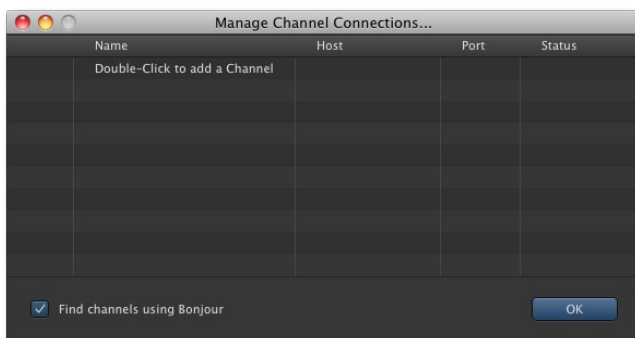 Manage Channel Connections...
Name Host Port Status
Double-Click to add a Channel
Find channels using Bonjour OK